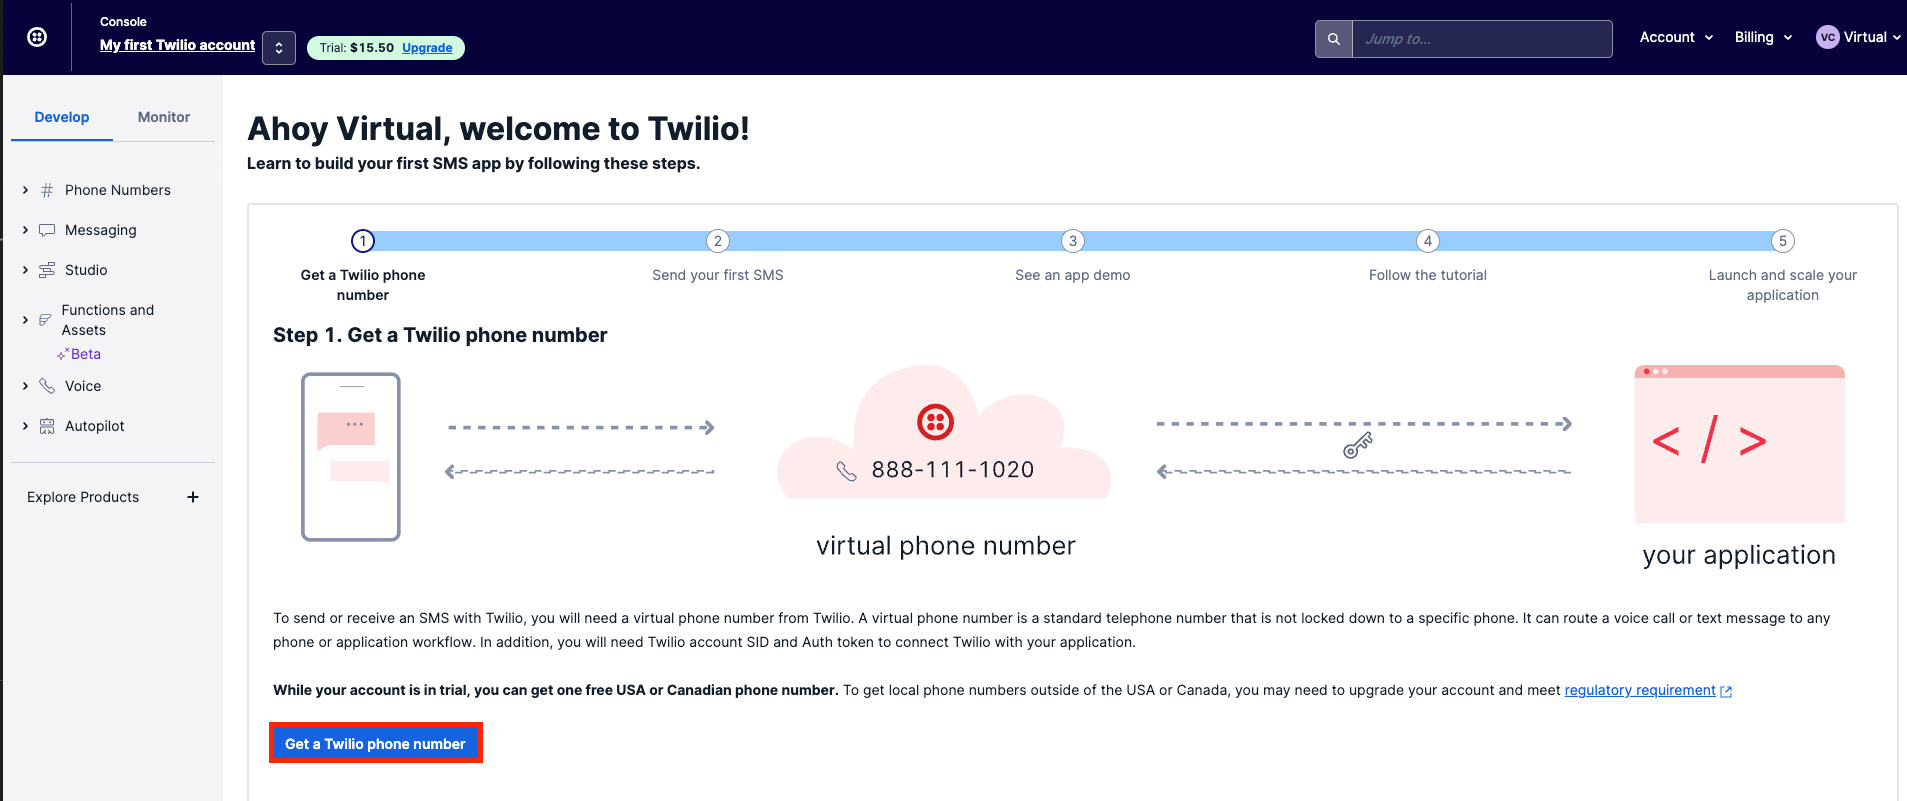 Console
My first Twilio account
Trial: $15.50 Upgrade
Jump to...
Account
Billing
VC Virtual
Develop
Monitor
Phone Numbers
Messaging
Studio
Functions and
Assets
Beta
Voice
Autopilot
Explore Products +
Ahoy Virtual, welcome to Twilio!
Learn to build your first SMS app by following these steps.
1 2 3 4 5
Get a Twilio phone
number
Send your first SMS
See an app demo
Follow the tutorial
Launch and scale your
application
Step 1. Get a Twilio phone number
888-111-1020
virtual phone number
</>
your application
To send or receive an SMS with Twilio, you will need a virtual phone number from Twilio. A virtual phone number is a standard telephone number that is not locked down to a specific phone. It can route a voice call or text message to any
phone or application workflow. In addition, you will need Twilio account SID and Auth token to connect Twilio with your application.
While your account is in trial, you can get one free USA or Canadian phone number. To get local phone numbers outside of the USA or Canada, you may need to upgrade your account and meet regulatory requirement
Get a Twilio phone number